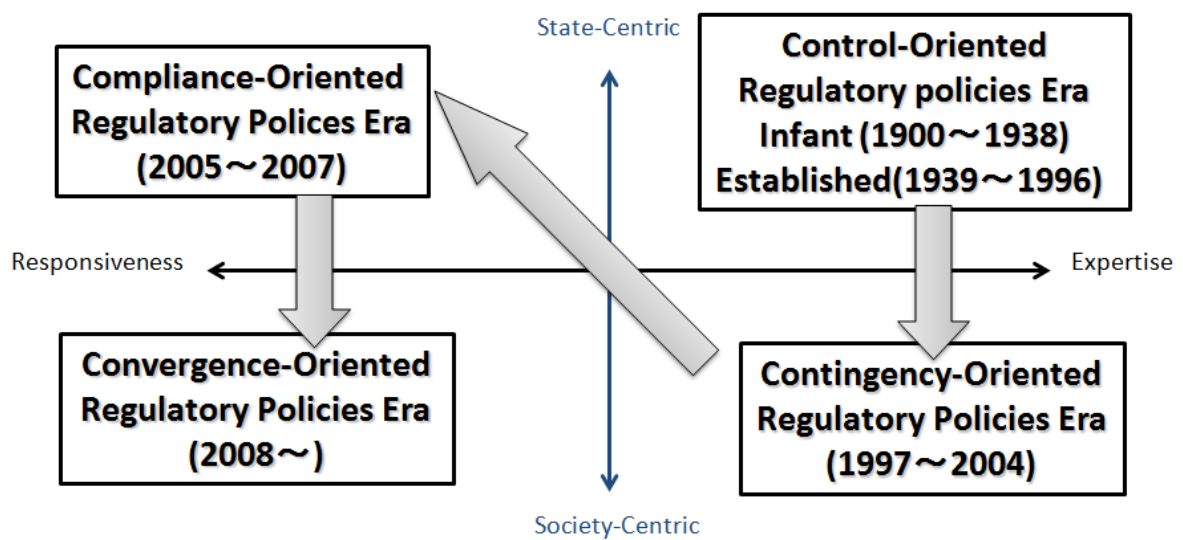 State-Centric
Compliance-Oriented
Regulatory Polices Era
(2005～2007)
Control-Oriented
Regulatory policies Era
Infant (1900～1938)
Established(1939～1996)
Responsiveness
Expertise
Convergence-Oriented
Regulatory Policies Era
(2008～)
Contingency-Oriented
Regulatory Policies Era
(1997～2004)
Society-Centric